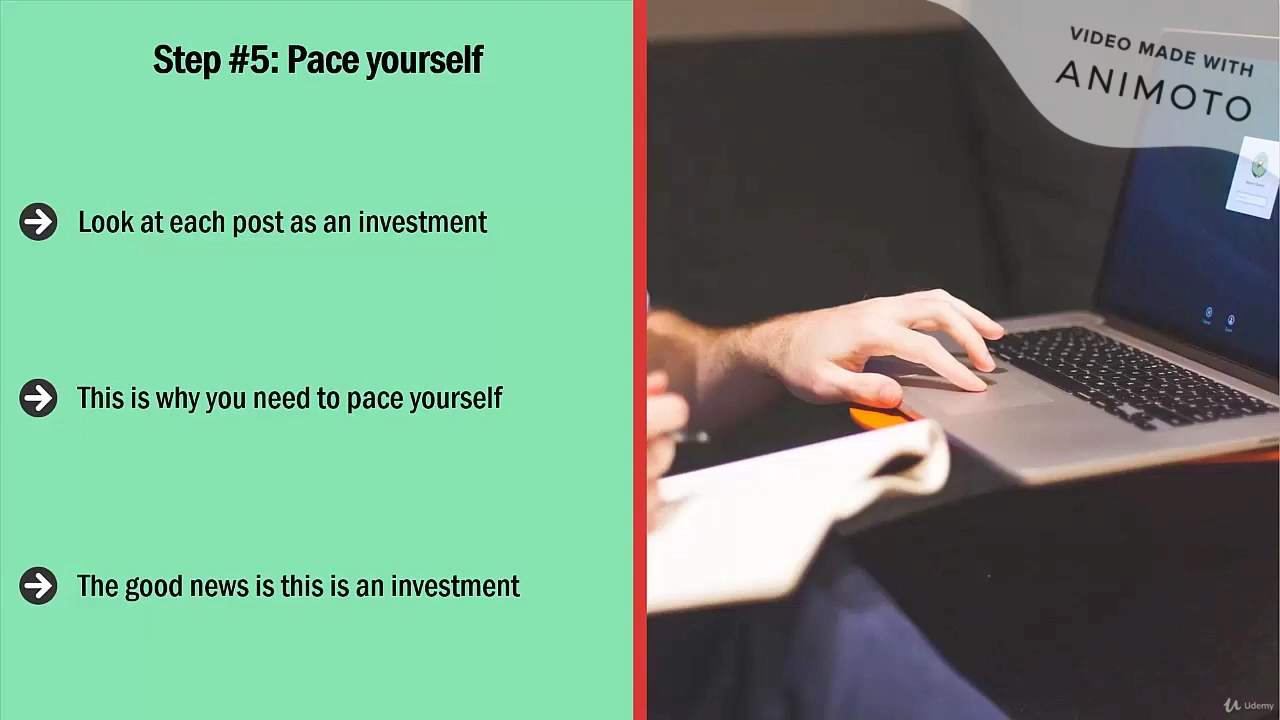 Step #5: Pace yourself
Look at each post as an investment
This is why you need to pace yourself
The good news is this is an investment
VIDEO MADE WITH
ANIMOTO
Udemy